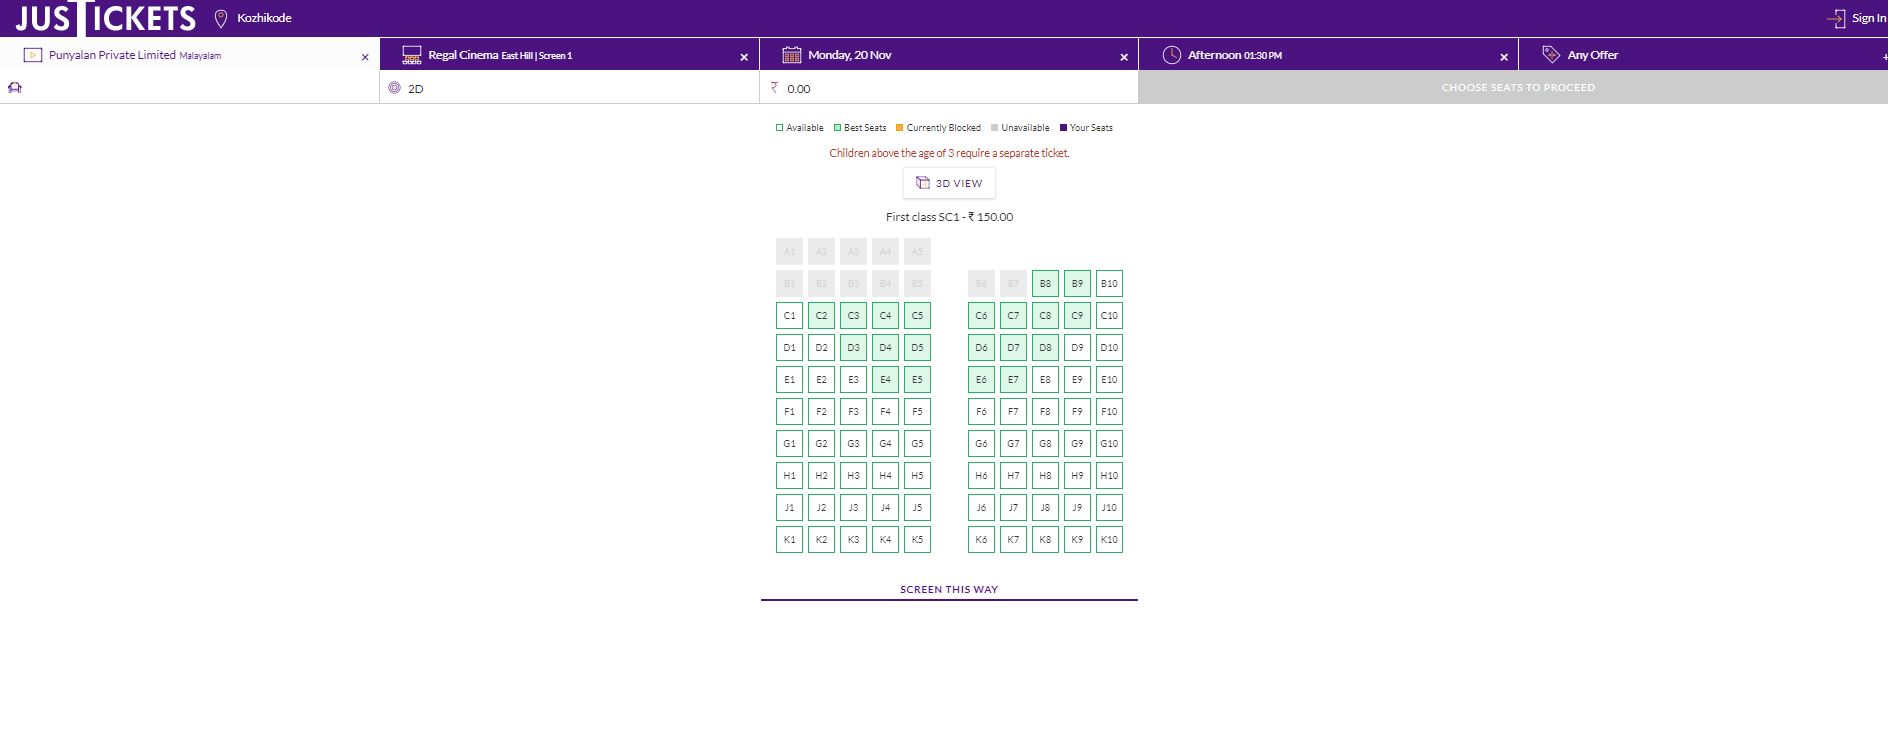 JUSTICKETS Kozhikode Sign In
Punyalan Private Limited Malayalam × Regal Cinema East Hill | Screen 1 × Monday, 20 Nov × Afternoon 01:30 PM × Any Offer +
2D ₹ 0.00 CHOOSE SEATS TO PROCEED
Available Best Seats Currently Blocked Unavailable Your Seats
Children above the age of 3 require a separate ticket.
3D VIEW
First class SC1 - ₹ 150.00
A1 A2 A3 A4 A5
B1 B2 B3 B4 B5 B6 B7 B8 B9 B10
C1 C2 C3 C4 C5 C6 C7 C8 C9 C10
D1 D2 D3 D4 D5 D6 D7 D8 D9 D10
E1 E2 E3 E4 E5 E6 E7 E8 E9 E10
F1 F2 F3 F4 F5 F6 F7 F8 F9 F10
G1 G2 G3 G4 G5 G6 G7 G8 G9 G10
H1 H2 H3 H4 H5 H6 H7 H8 H9 H10
J1 J2 J3 J4 J5 J6 J7 J8 J9 J10
K1 K2 K3 K4 K5 K6 K7 K8 K9 K10
SCREEN THIS WAY